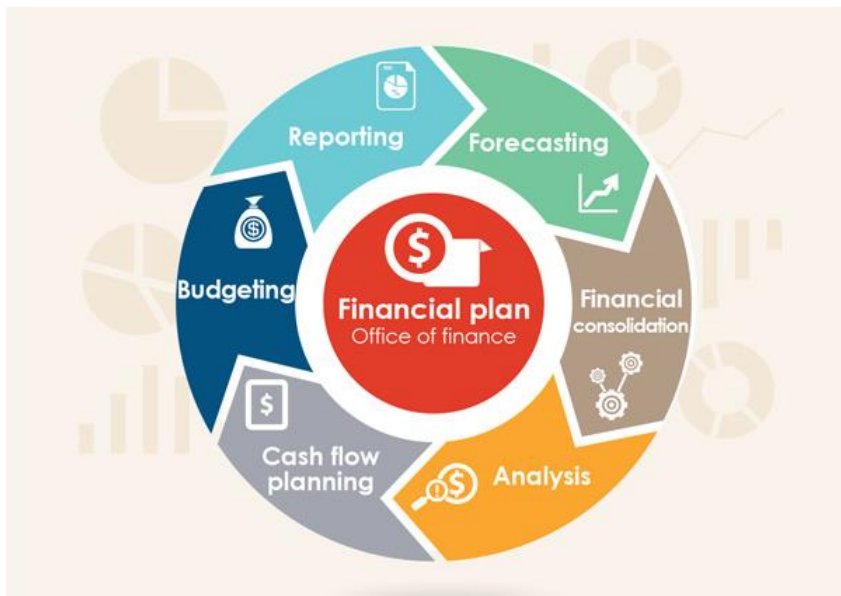 Reporting
Forecasting
Budgeting
$
Financial plan
Office of finance
Financial
consolidation
$
Cash flow
planning
$
Analysis